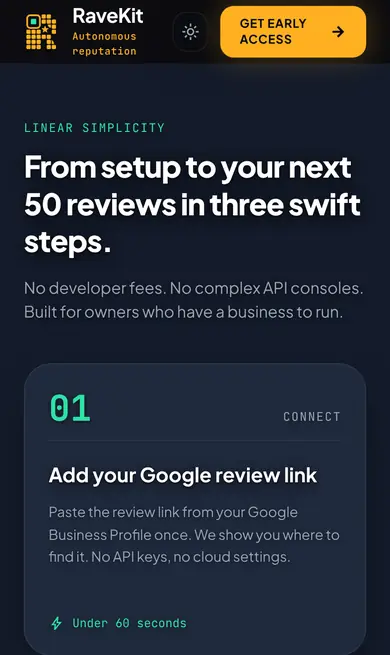 RaveKit
Autonomous
reputation
GET EARLY
ACCESS
LINEAR SIMPLICITY
From setup to your next
50 reviews in three swift
steps.
No developer fees. No complex API consoles.
Built for owners who have a business to run.
01
CONNECT
Add your Google review link
Paste the review link from your Google
Business Profile once. We show you where to
find it. No API keys, no cloud settings.
Under 60 seconds